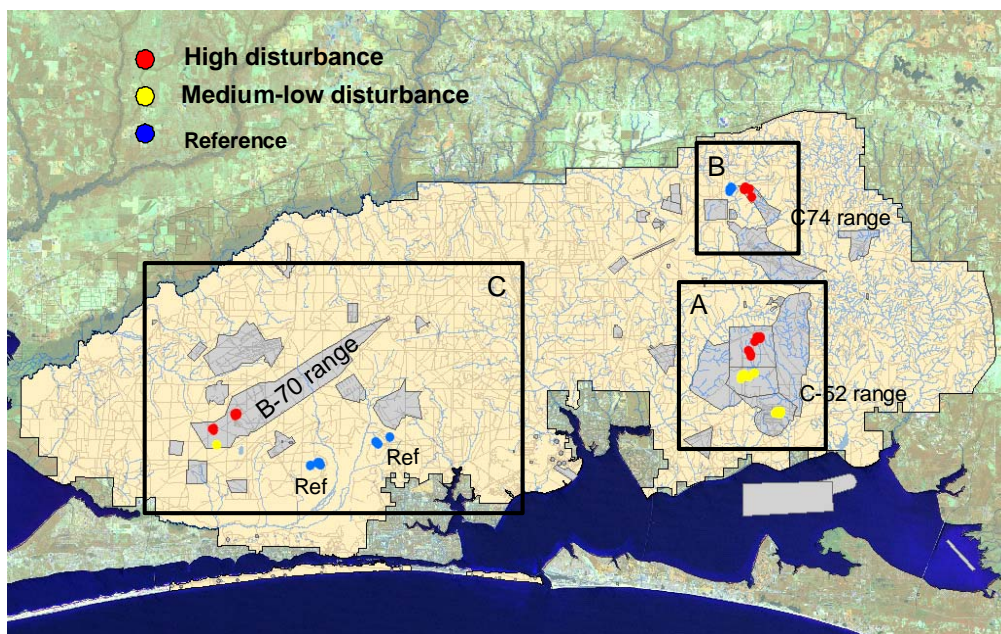 High disturbance
Medium-low disturbance
Reference
B
C74 range
C
A
B-70 range
C-52 range
Ref
Ref